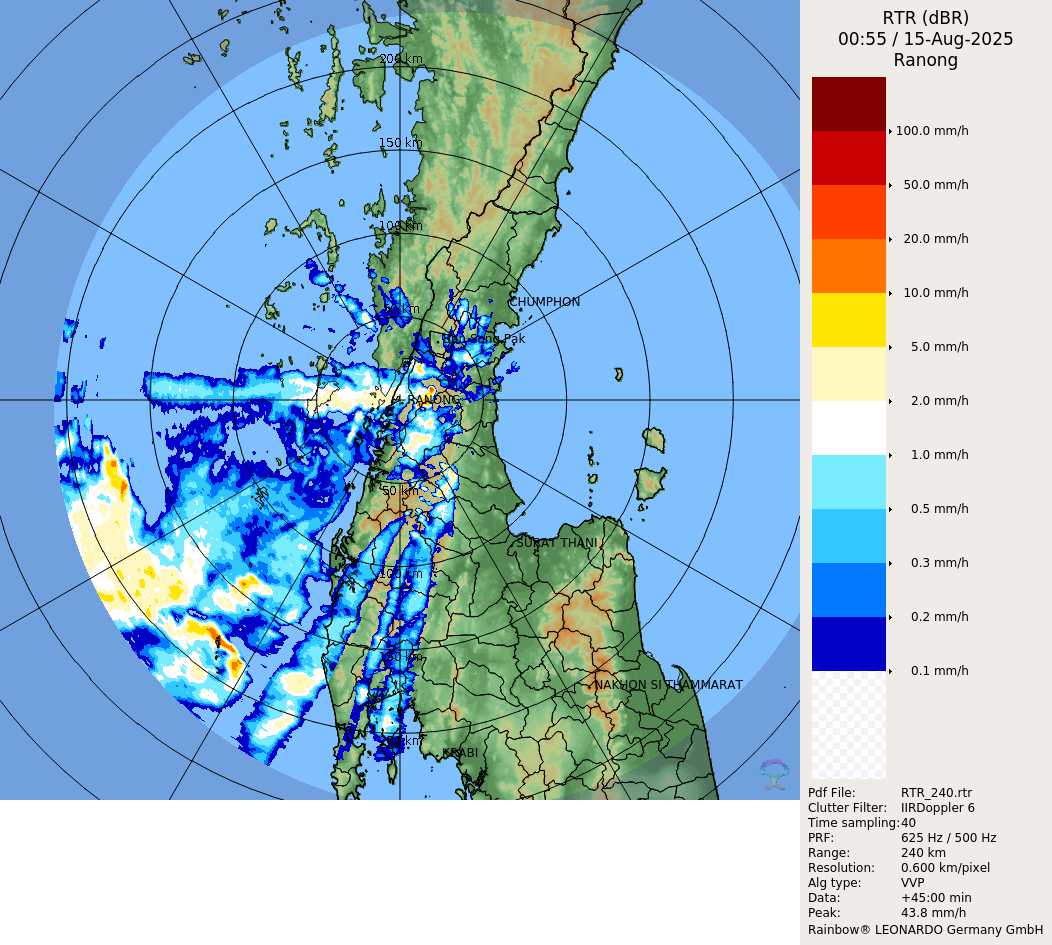 RTR (dBR)
00:55 / 15-Aug-2025
Ranong
100.0 mm/h
50.0 mm/h
20.0 mm/h
10.0 mm/h
5.0 mm/h
2.0 mm/h
1.0 mm/h
0.5 mm/h
0.3 mm/h
0.2 mm/h
0.1 mm/h
Pdf File: RTR_240.rtr
Clutter Filter: IIRDoppler 6
Time sampling: 40
PRF: 625 Hz / 500 Hz
Range: 240 km
Resolution: 0.600 km/pixel
Alg type: VVP
Data: +45:00 min
Peak: 43.8 mm/h
Rainbow® LEONARDO Germany GmbH
200 km
150 km
100 km
50 km
CHUMPHON
RANONG
50 km
SURAT THANI
100 km
150 km
NAKHON SI THAMMARAT
200 km
KRABI